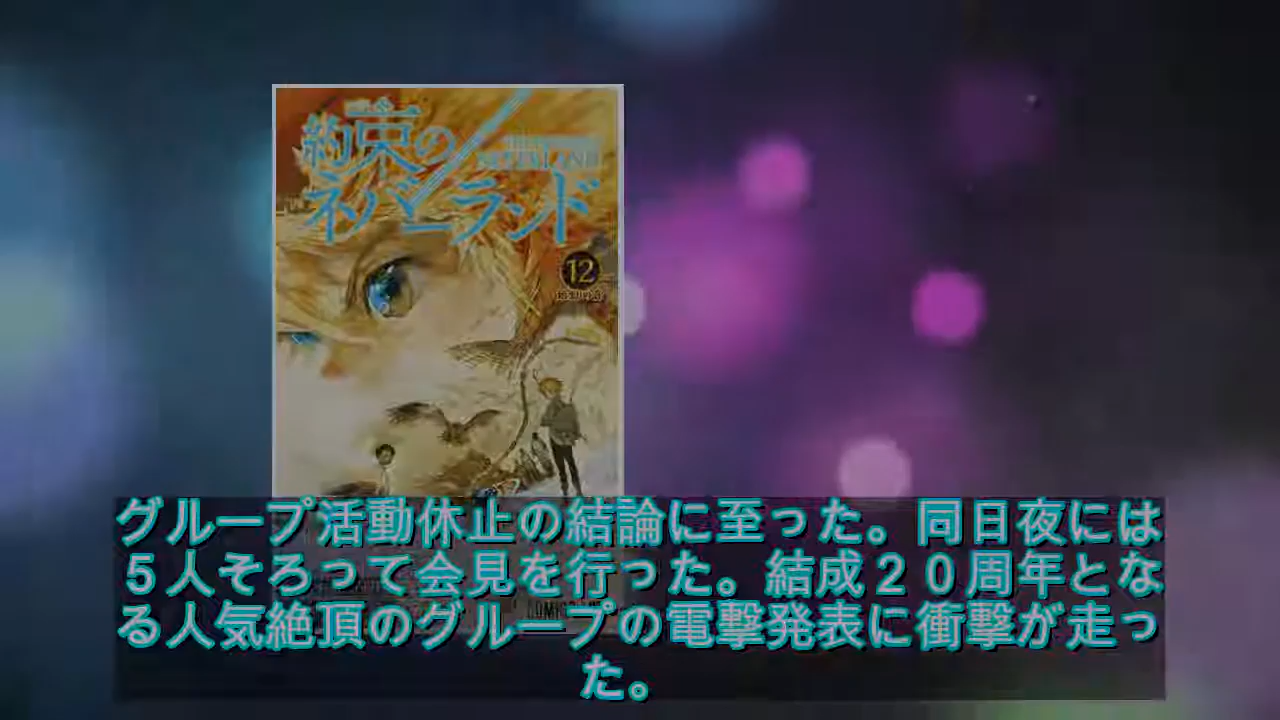 約束の
ネバーランド
12
グループ活動休止の結論に至った。同日夜には
５人そろって会見を行った。結成２０周年とな
る人気絶頂のグループの電撃発表に衝撃が走っ
た。